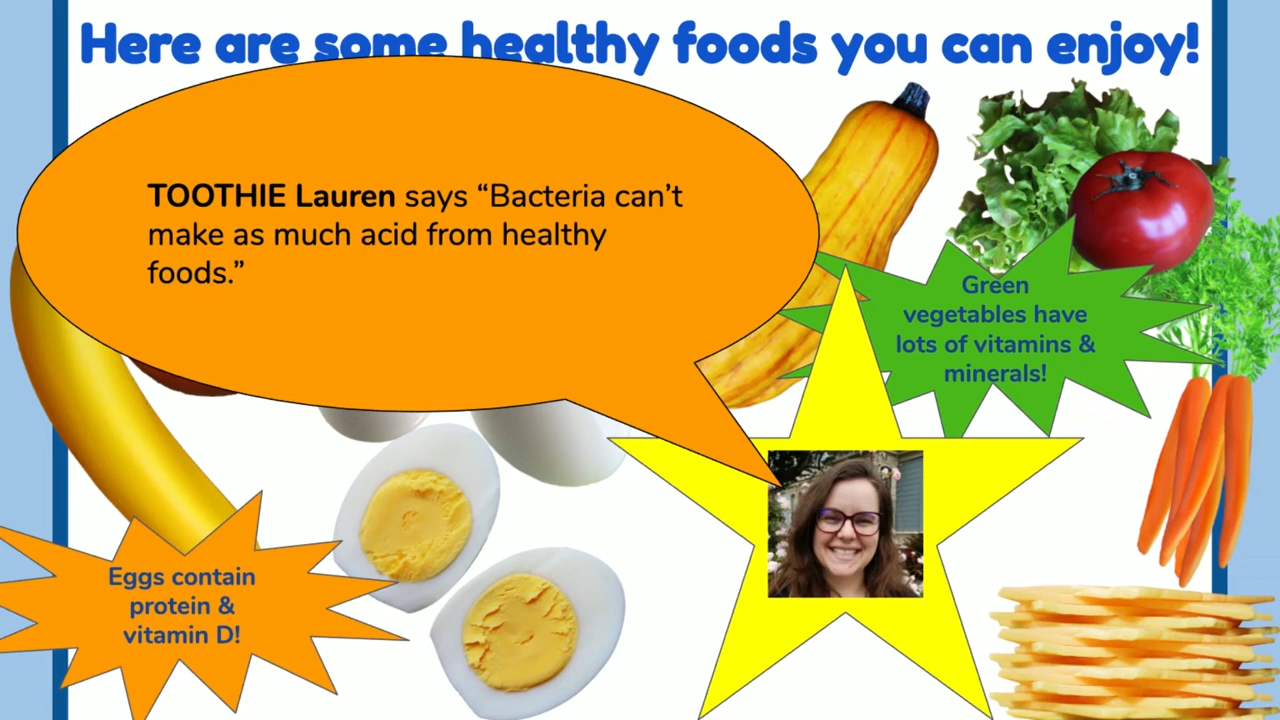 Here are some healthy foods you can enjoy!
TOOTHIE Lauren says “Bacteria can’t
make as much acid from healthy
foods.”
Green
vegetables have
lots of vitamins &
minerals!
Eggs contain
protein &
vitamin D!